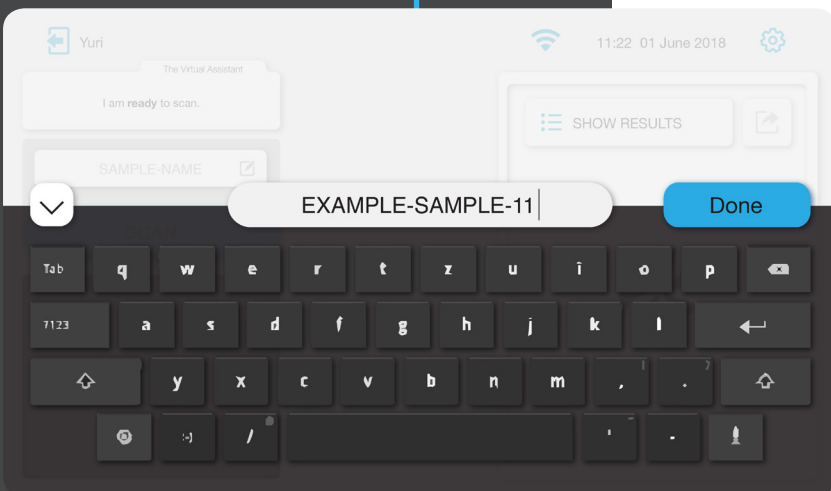 Yuri
11:22 01 June 2018
The Virtual Assistant
I am ready to scan.
SHOW RESULTS
SAMPLE-NAME
EXAMPLE-SAMPLE-11
Done
Tab q w e r t z u i o p
7123 a s d f g h j k l
y x c v b n m , .
:-) / ' -